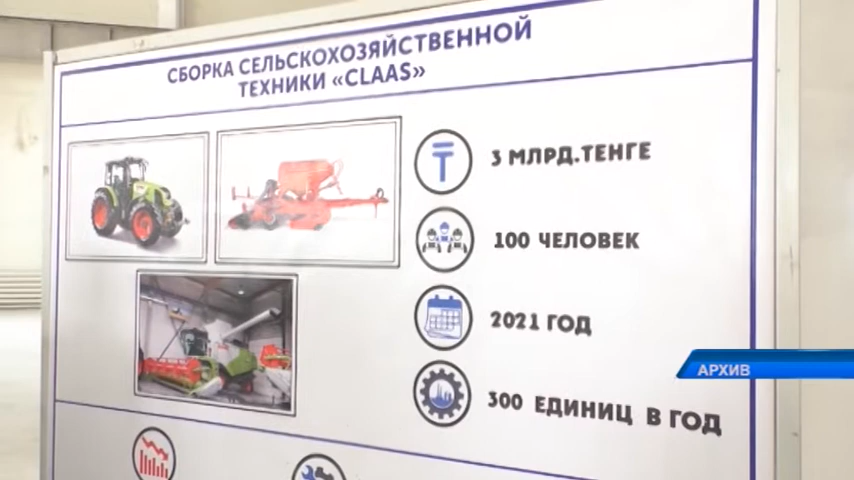 СБОРКА СЕЛЬСКОХОЗЯЙСТВЕННОЙ
ТЕХНИКИ «CLAAS»
3 МЛРД.ТЕНГЕ
100 ЧЕЛОВЕК
2021 ГОД
300 ЕДИНИЦ В ГОД
АРХИВ